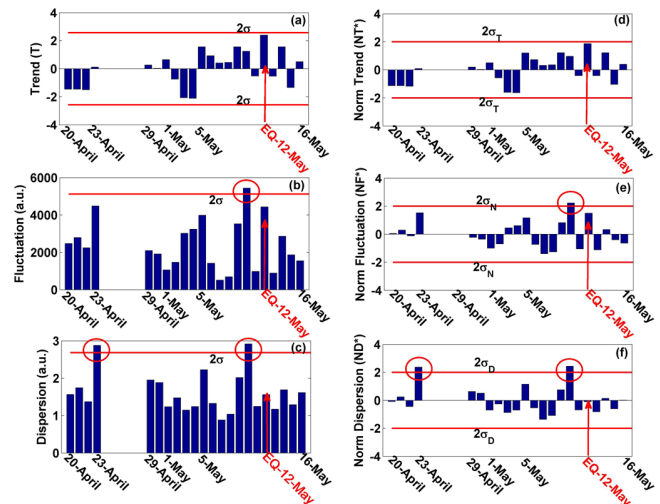 (a)
Trend (T)
4
2
0
-2
-4
2σ
2σ
20-April
23-April
29-April
1-May
5-May
EQ-12-May
16-May
(d)
Norm Trend (NT*)
4
2
0
-2
-4
2σT
2σT
20-April
23-April
29-April
1-May
5-May
EQ-12-May
16-May
(b)
Fluctuation (a.u.)
6000
4000
2000
0
2σ
20-April
23-April
29-April
1-May
5-May
EQ-12-May
16-May
(e)
Norm Fluctuation (NF*)
4
2
0
-2
-4
2σN
2σN
20-April
23-April
29-April
1-May
5-May
EQ-12-May
16-May
(c)
Dispersion (a.u.)
3
2
1
0
2σ
20-April
23-April
29-April
1-May
5-May
EQ-12-May
16-May
(f)
Norm Dispersion (ND*)
4
2
0
-2
-4
2σD
2σD
20-April
23-April
29-April
1-May
5-May
EQ-12-May
16-May